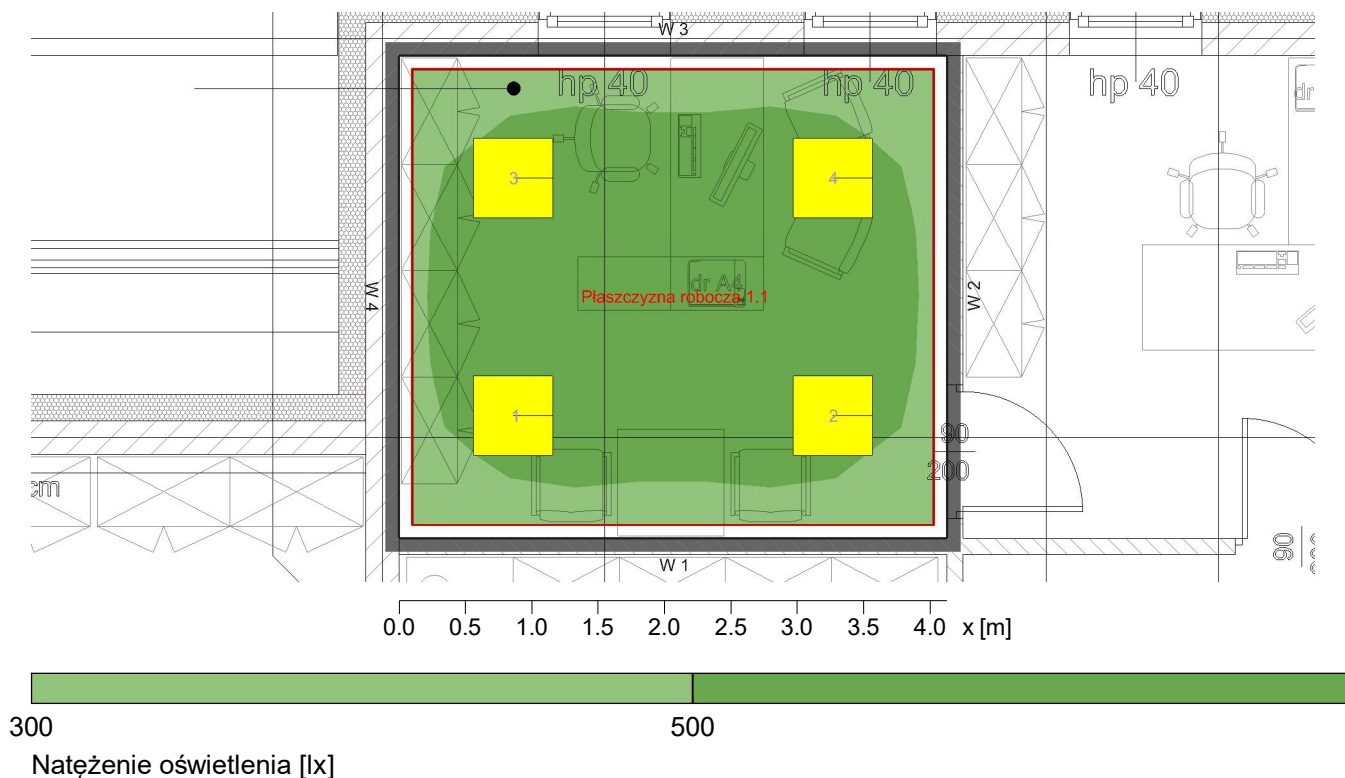 W 3
hp 40
hp 40
hp 40
dr
3
4
dr A4
Płaszczyzna robocza 1.1
W 4
W 2
1
2
90
200
cm
90
W 1
0.0 0.5 1.0 1.5 2.0 2.5 3.0 3.5 4.0 x [m]
300
500
Natężenie oświetlenia [lx]